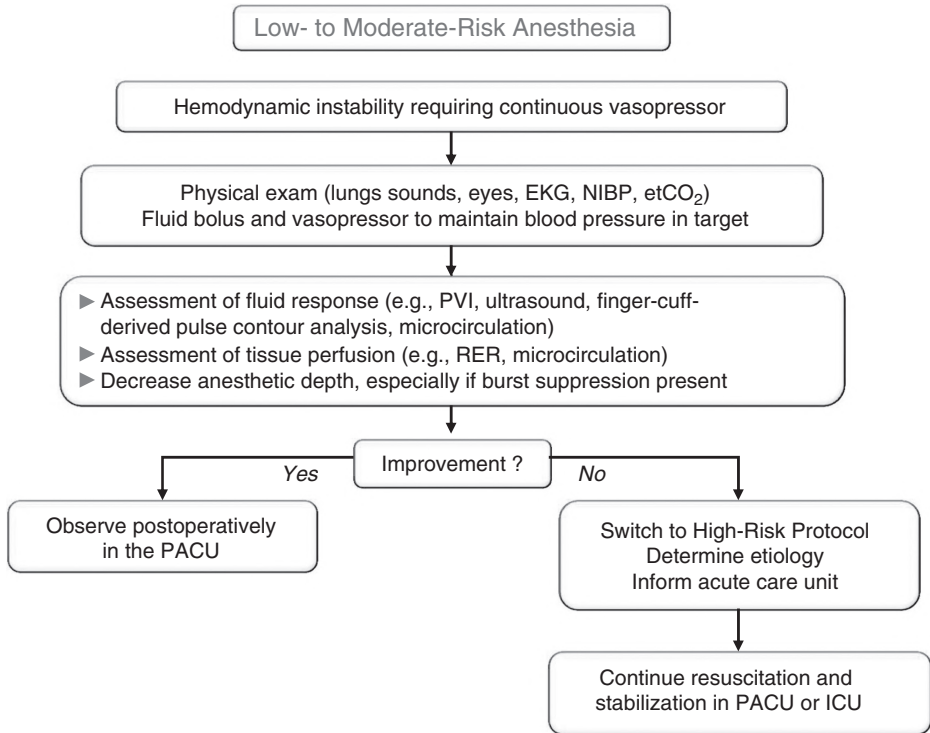 Low- to Moderate-Risk Anesthesia
Hemodynamic instability requiring continuous vasopressor
Physical exam (lungs sounds, eyes, EKG, NIBP, etCO₂)
Fluid bolus and vasopressor to maintain blood pressure in target
▶ Assessment of fluid response (e.g., PVI, ultrasound, finger-cuff-
derived pulse contour analysis, microcirculation)
▶ Assessment of tissue perfusion (e.g., RER, microcirculation)
▶ Decrease anesthetic depth, especially if burst suppression present
Improvement ?
Yes
No
Observe postoperatively
in the PACU
Switch to High-Risk Protocol
Determine etiology
Inform acute care unit
Continue resuscitation and
stabilization in PACU or ICU